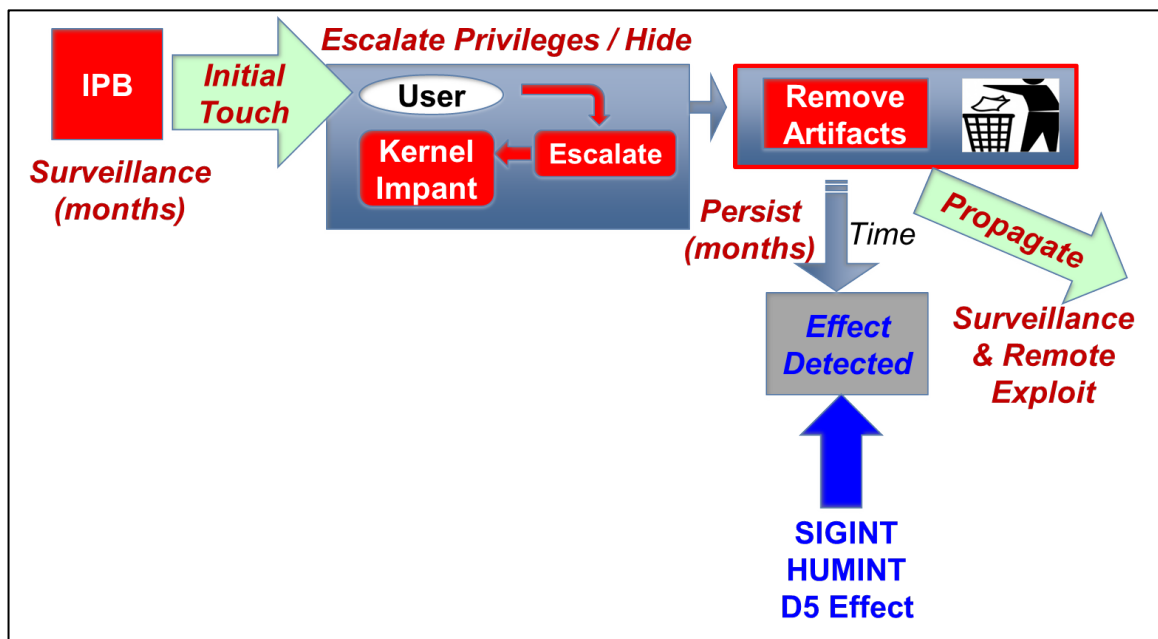 Escalate Privileges / Hide
IPB
Initial
Touch
Surveillance
(months)
User
Escalate
Kernel
Impant
Remove
Artifacts
Persist
(months)
Time
Propagate
Surveillance
& Remote
Exploit
Effect
Detected
SIGINT
HUMINT
D5 Effect